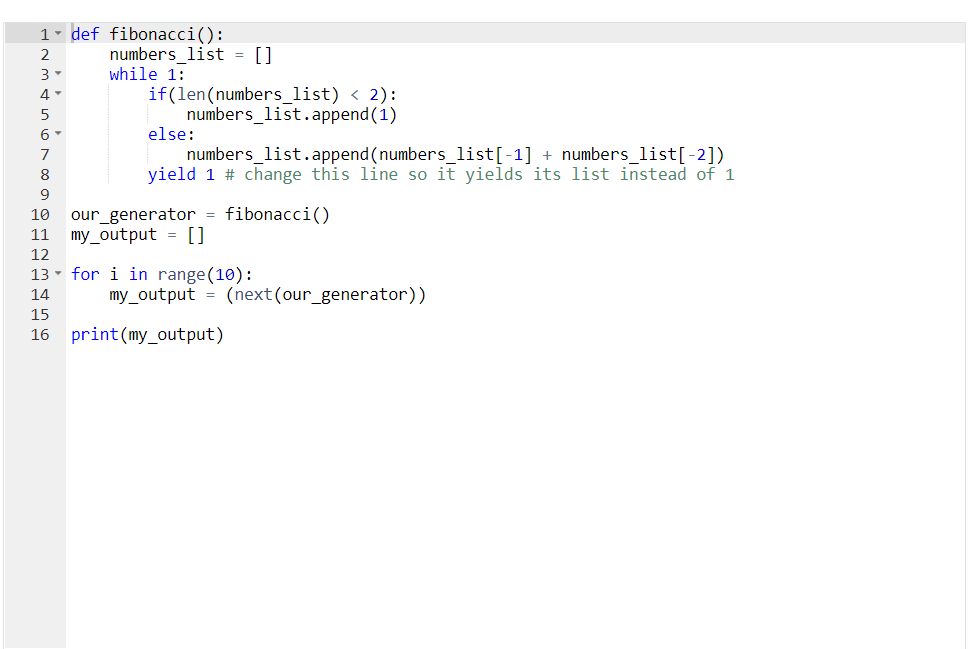 1 def fibonacci():
2     numbers_list = []
3     while 1:
4         if(len(numbers_list) < 2):
5             numbers_list.append(1)
6         else:
7             numbers_list.append(numbers_list[-1] + numbers_list[-2])
8         yield 1 # change this line so it yields its list instead of 1
9
10 our_generator = fibonacci()
11 my_output = []
12
13 for i in range(10):
14     my_output = (next(our_generator))
15
16 print(my_output)